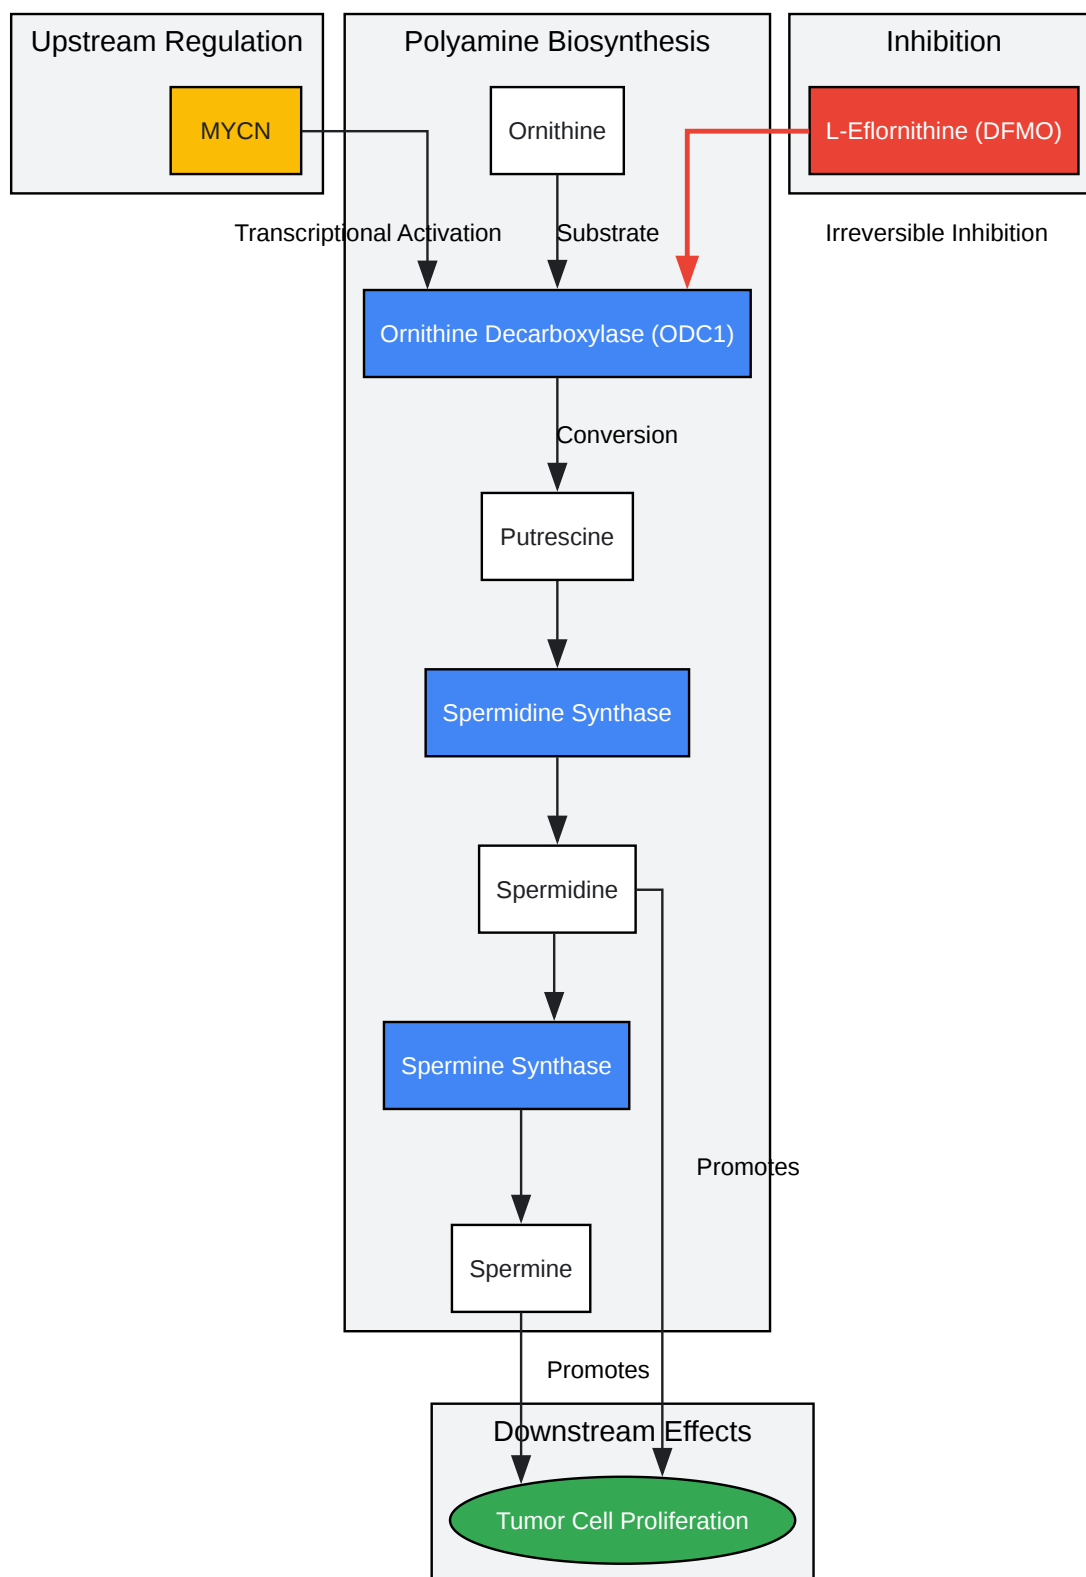 Upstream Regulation
Polyamine Biosynthesis
Inhibition
MYCN
Ornithine
L-Eflornithine (DFMO)
Transcriptional Activation
Substrate
Irreversible Inhibition
Ornithine Decarboxylase (ODC1)
Conversion
Putrescine
Spermidine Synthase
Spermidine
Spermine Synthase
Promotes
Spermine
Promotes
Downstream Effects
Tumor Cell Proliferation